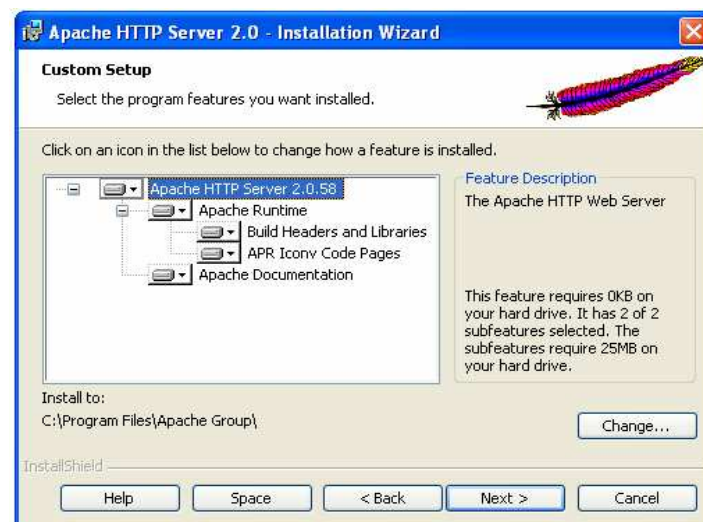 Apache HTTP Server 2.0 - Installation Wizard
Custom Setup
Select the program features you want installed.
Click on an icon in the list below to change how a feature is installed.
Apache HTTP Server 2.0.58
Apache Runtime
Build Headers and Libraries
APR Iconv Code Pages
Apache Documentation
Feature Description
The Apache HTTP Web Server
This feature requires 0KB on
your hard drive. It has 2 of 2
subfeatures selected. The
subfeatures require 25MB on
your hard drive.
Install to:
C:\Program Files\Apache Group\
Change...
InstallShield
Help
Space
< Back
Next >
Cancel